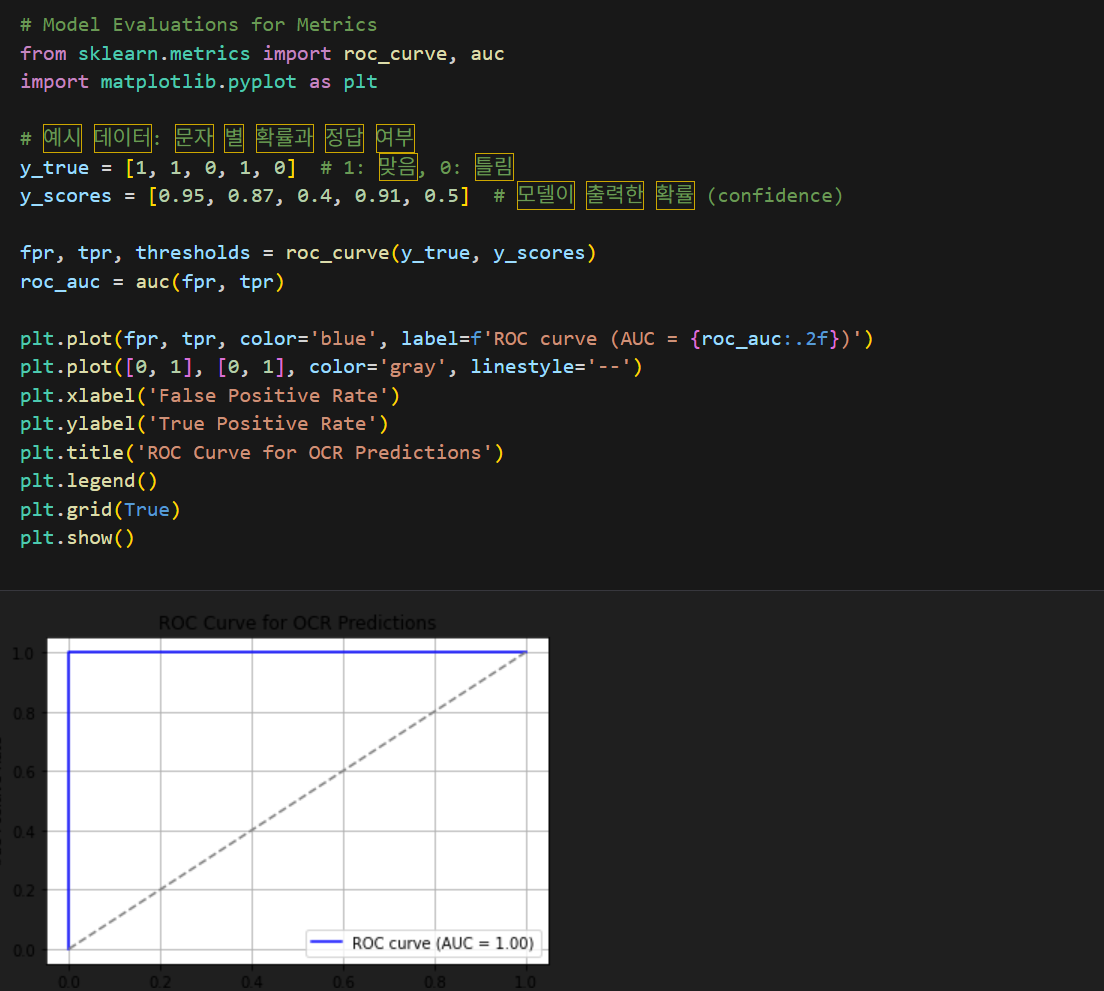 # Model Evaluations for Metrics
from sklearn.metrics import roc_curve, auc
import matplotlib.pyplot as plt
# 예시 데이터: 문자 별 확률과 정답 여부
y_true = [1, 1, 0, 1, 0]  # 1: 맞음, 0: 틀림
y_scores = [0.95, 0.87, 0.4, 0.91, 0.5]  # 모델이 출력한 확률 (confidence)
fpr, tpr, thresholds = roc_curve(y_true, y_scores)
roc_auc = auc(fpr, tpr)
plt.plot(fpr, tpr, color='blue', label=f'ROC curve (AUC = {roc_auc:.2f})')
plt.plot([0, 1], [0, 1], color='gray', linestyle='--')
plt.xlabel('False Positive Rate')
plt.ylabel('True Positive Rate')
plt.title('ROC Curve for OCR Predictions')
plt.legend()
plt.grid(True)
plt.show()
ROC Curve for OCR Predictions
1.0
0.8
0.6
0.4
0.2
0.0
ROC curve (AUC = 1.00)
0.0 0.2 0.4 0.6 0.8 1.0